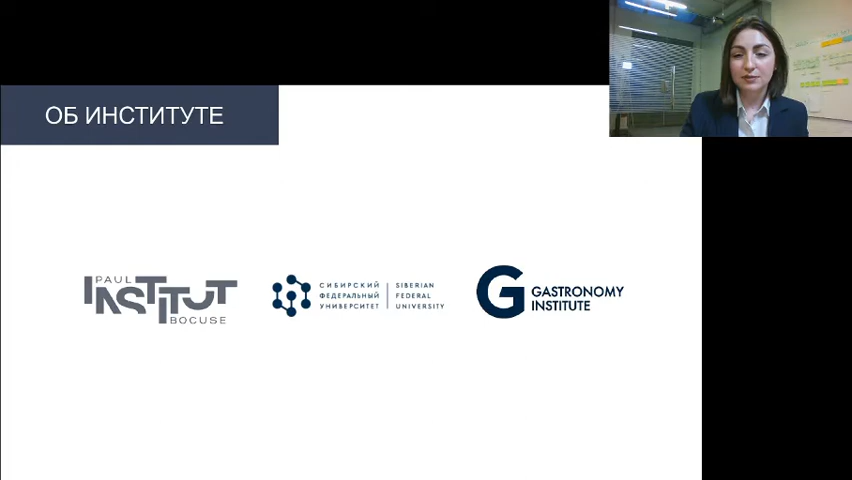 ОБ ИНСТИТУТЕ
PAUL
INSTITUT
BOCUSE
СИБИРСКИЙ
ФЕДЕРАЛЬНЫЙ
УНИВЕРСИТЕТ
SIBERIAN
FEDERAL
UNIVERSITY
G
GASTRONOMY
INSTITUTE